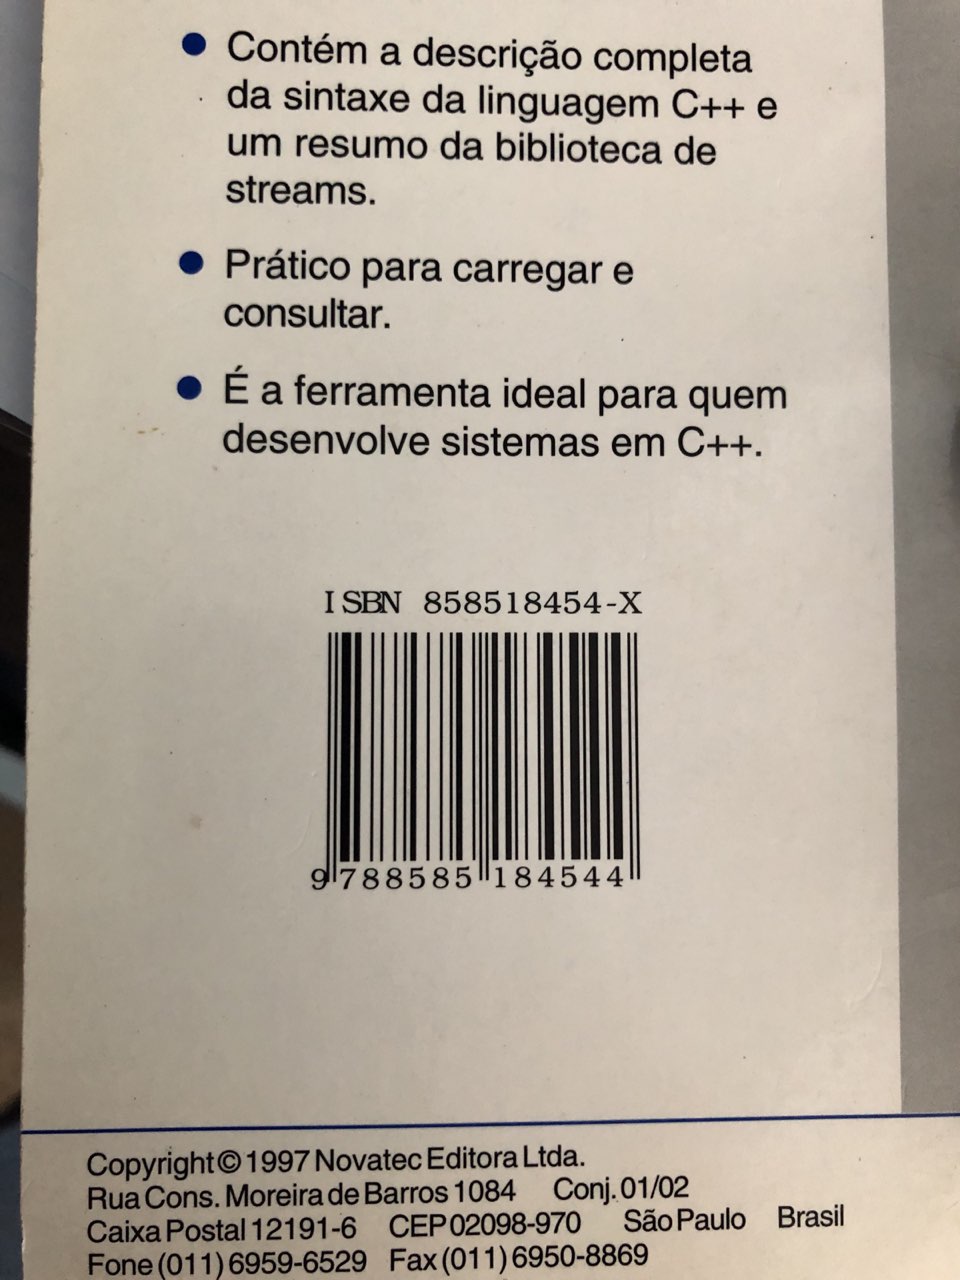 ● Contém a descrição completa
da sintaxe da linguagem C++ e
um resumo da biblioteca de
streams.
● Prático para carregar e
consultar.
● É a ferramenta ideal para quem
desenvolve sistemas em C++.
ISBN 858518454-X
9 788585 184544
Copyright© 1997 Novatec Editora Ltda.
Rua Cons. Moreira de Barros 1084 Conj. 01/02
Caixa Postal 12191-6 CEP 02098-970 São Paulo Brasil
Fone (011) 6959-6529 Fax (011) 6950-8869